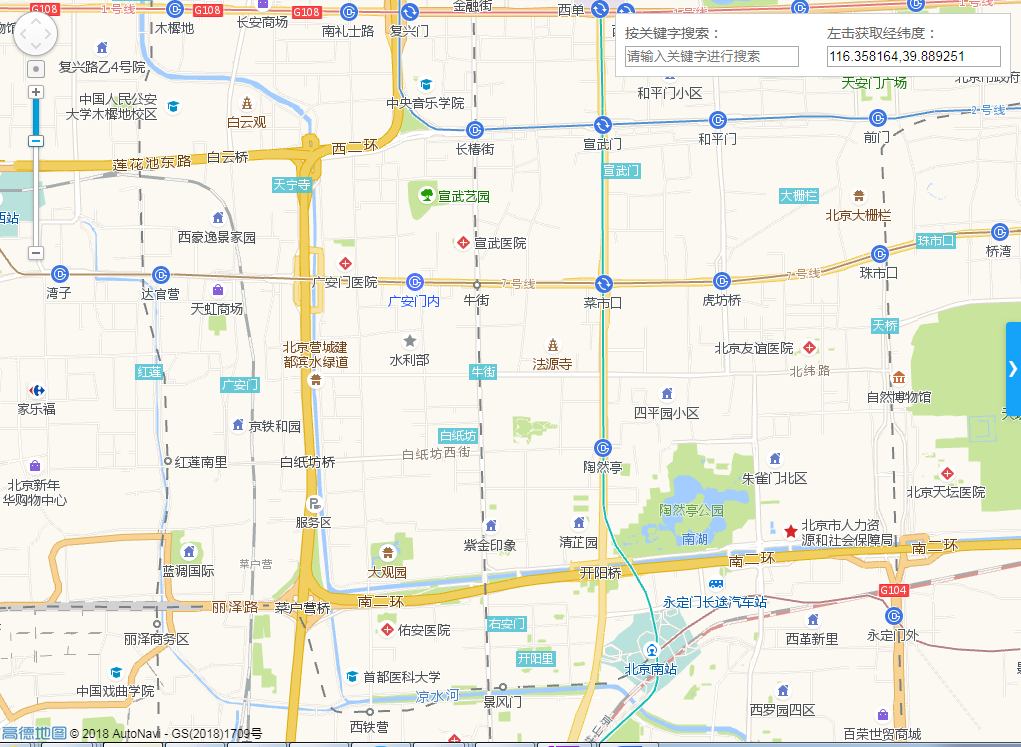 G108
1号线
G108
G108
金融街
长安商场
西单
1号线
木樨地
南礼士路
复兴门
按关键字搜索：
左击获取经纬度：
请输入关键字进行搜索
116.358164,39.889251
复兴路乙4号院
天安门广场
和平门小区
中国人民公安
大学木樨地校区
中央音乐学院
白云观
2号线
长椿街
宣武门
和平门
前门
西二环
莲花池东路
白云桥
宣武门
天宁寺
宣武艺园
大栅栏
北京大栅栏
西站
西豪逸景家园
宣武医院
珠市口
桥湾
广安门医院
7号线
7号线
珠市口
湾子
达官营
广安门内
牛街
菜市口
虎坊桥
天虹商场
天桥
北京营城建
都滨水绿道
水利部
法源寺
北京友谊医院
红莲
牛街
北纬路
广安门
自然博物馆
家乐福
四平园小区
京铁和园
白纸坊
白纸坊西街
红莲南里
白纸坊桥
陶然亭
朱雀门北区
北京新年
华购物中心
北京天坛医院
陶然亭公园
服务区
北京市人力资
源和社会保障局
紫金印象
清芷园
南湖
南二环
蓝调国际
菜户营
大观园
开阳桥
南二环
G104
丽泽路
菜户营桥
南二环
永定门长途汽车站
右安门
佑安医院
丽泽商务区
西革新里
永定门外
开阳里
中国戏曲学院
首都医科大学
北京南站
凉水河
景风门
西罗园四区
西铁营
百荣世贸商场
高德地图 © 2018 AutoNavi - GS(2018)1709号